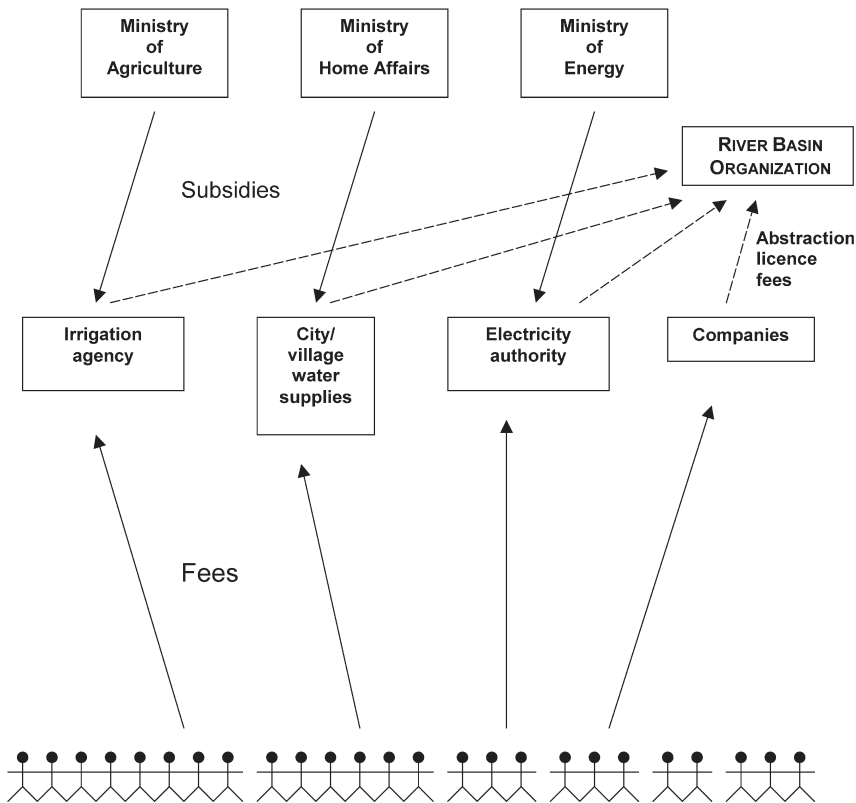 Ministry
of
Agriculture
Ministry
of
Home Affairs
Ministry
of
Energy
RIVER BASIN
ORGANIZATION
Subsidies
Abstraction
licence
fees
Irrigation
agency
City/
village
water
supplies
Electricity
authority
Companies
Fees